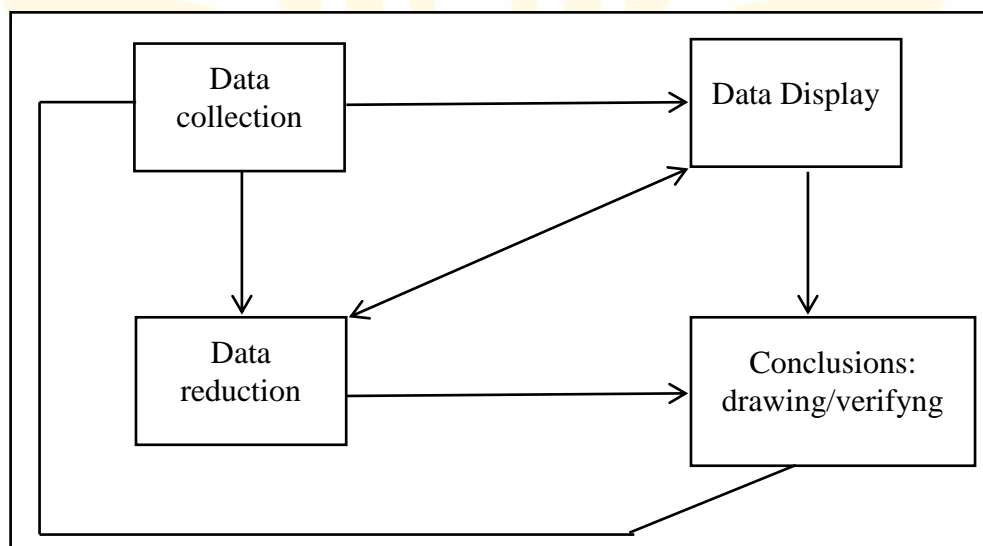 Data
collection
Data Display
Data
reduction
Conclusions:
drawing/verifyng